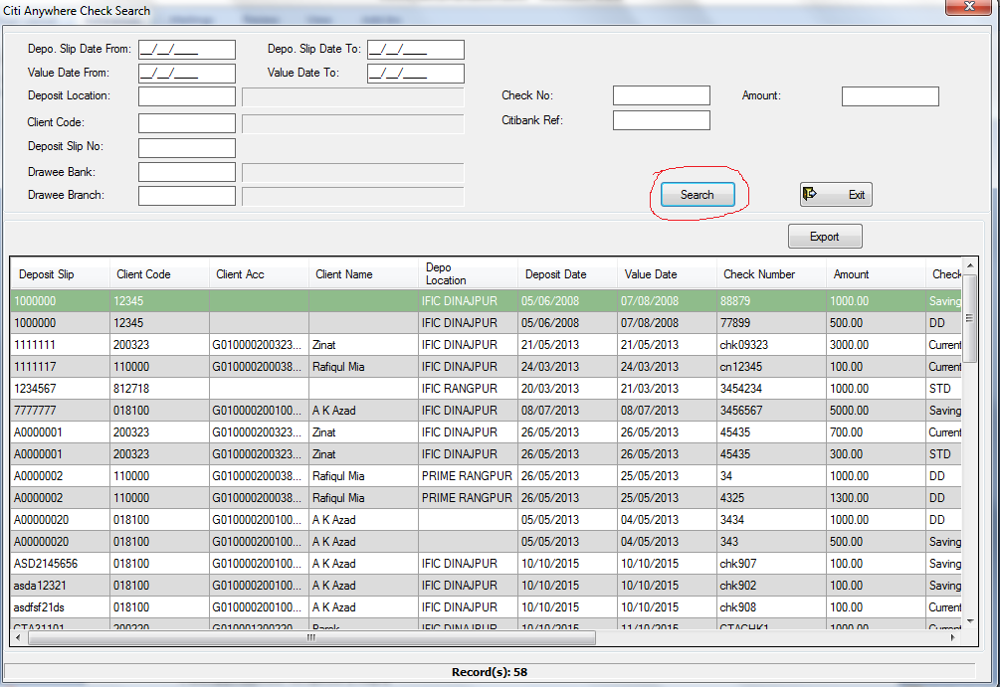 Citi Anywhere Check Search
Depo. Slip Date From: __/__/____ Depo. Slip Date To: __/__/____
Value Date From: __/__/____ Value Date To: __/__/____
Deposit Location: Check No: Amount:
Client Code: Citibank Ref:
Deposit Slip No:
Drawee Bank:
Drawee Branch: Search Exit
Export
Deposit Slip Client Code Client Acc Client Name Depo Location Deposit Date Value Date Check Number Amount Check
1000000 12345 IFIC DINAJPUR 05/06/2008 07/08/2008 88879 1000.00 Saving
1000000 12345 IFIC DINAJPUR 05/06/2008 07/08/2008 77899 500.00 DD
1111111 200323 G010000200323... Zinat IFIC DINAJPUR 21/05/2013 21/05/2013 chk09323 3000.00 Current
1111117 110000 G010000200038... Rafiqul Mia IFIC DINAJPUR 24/03/2013 24/03/2013 cn12345 100.00 Current
1234567 812718 IFIC RANGPUR 20/03/2013 21/03/2013 3454234 1000.00 STD
7777777 018100 G010000200100... A K Azad IFIC DINAJPUR 08/07/2013 08/07/2013 3456567 5000.00 Saving
A0000001 200323 G010000200323... Zinat IFIC DINAJPUR 26/05/2013 26/05/2013 45435 700.00 Current
A0000001 200323 G010000200323... Zinat IFIC DINAJPUR 26/05/2013 26/05/2013 45435 300.00 STD
A0000002 110000 G010000200038... Rafiqul Mia PRIME RANGPUR 26/05/2013 25/05/2013 34 1000.00 DD
A0000002 110000 G010000200038... Rafiqul Mia PRIME RANGPUR 26/05/2013 25/05/2013 4325 1300.00 DD
A00000020 018100 G010000200100... A K Azad 05/05/2013 04/05/2013 3434 1000.00 DD
A00000020 018100 G010000200100... A K Azad 05/05/2013 04/05/2013 343 500.00 Saving
ASD2145656 018100 G010000200100... A K Azad IFIC DINAJPUR 10/10/2015 10/10/2015 chk907 100.00 Saving
asda12321 018100 G010000200100... A K Azad IFIC DINAJPUR 10/10/2015 10/10/2015 chk902 100.00 Saving
asdfsf21ds 018100 G010000200100... A K Azad IFIC DINAJPUR 10/10/2015 10/10/2015 chk908 100.00 Current
200220 IFIC DINAJPUR 10/10/2015 11/10/2015 CTACHK1 1000.00 Current
Record(s): 58